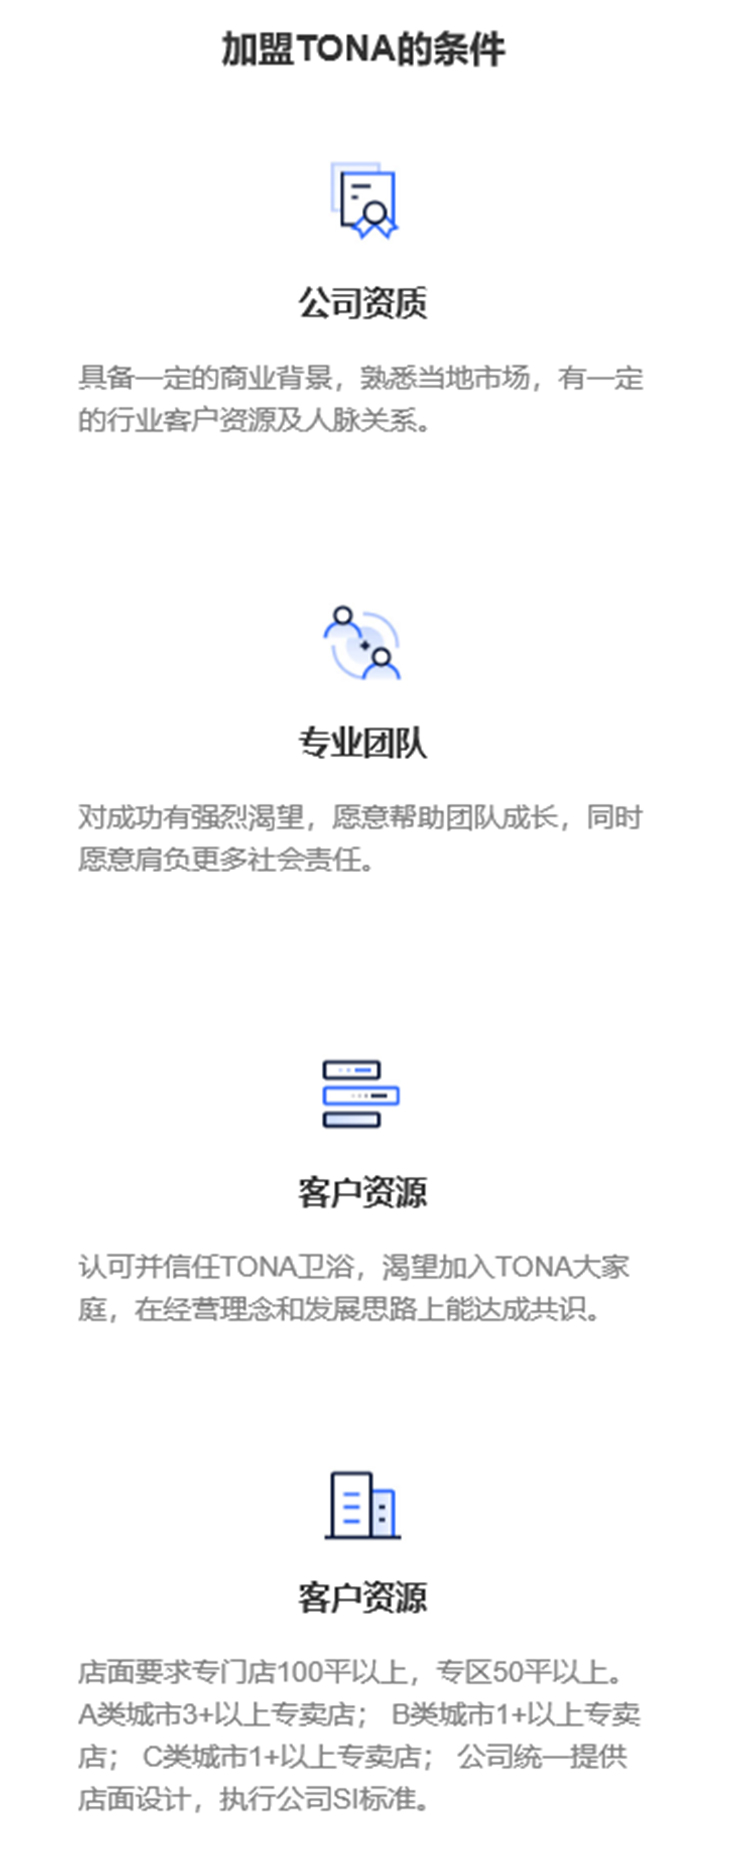 加盟TONA的条件
公司资质
具备一定的商业背景，熟悉当地市场，有一定
的行业客户资源及人脉关系。
专业团队
对成功有强烈渴望，愿意帮助团队成长，同时
愿意肩负更多社会责任。
客户资源
认可并信任TONA卫浴，渴望加入TONA大家
庭，在经营理念和发展思路上能达成共识。
客户资源
店面要求专门店100平以上，专区50平以上。
A类城市3+以上专卖店； B类城市1+以上专卖
店； C类城市1+以上专卖店； 公司统一提供
店面设计，执行公司SI标准。